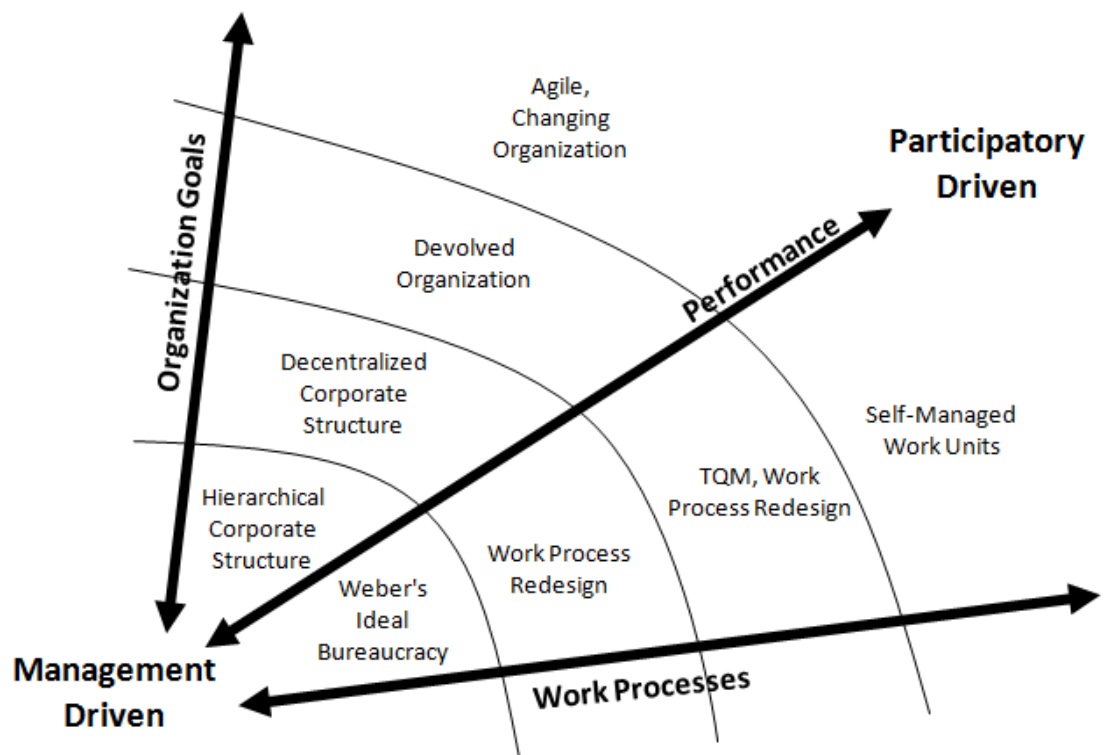 Agile,
Changing
Organization
Participatory
Driven
Organization Goals
Performance
Devolved
Organization
Decentralized
Corporate
Structure
Self-Managed
Work Units
TQM, Work
Process Redesign
Hierarchical
Corporate
Structure
Work Process
Redesign
Weber's
Ideal
Bureaucracy
Management
Driven
Work Processes